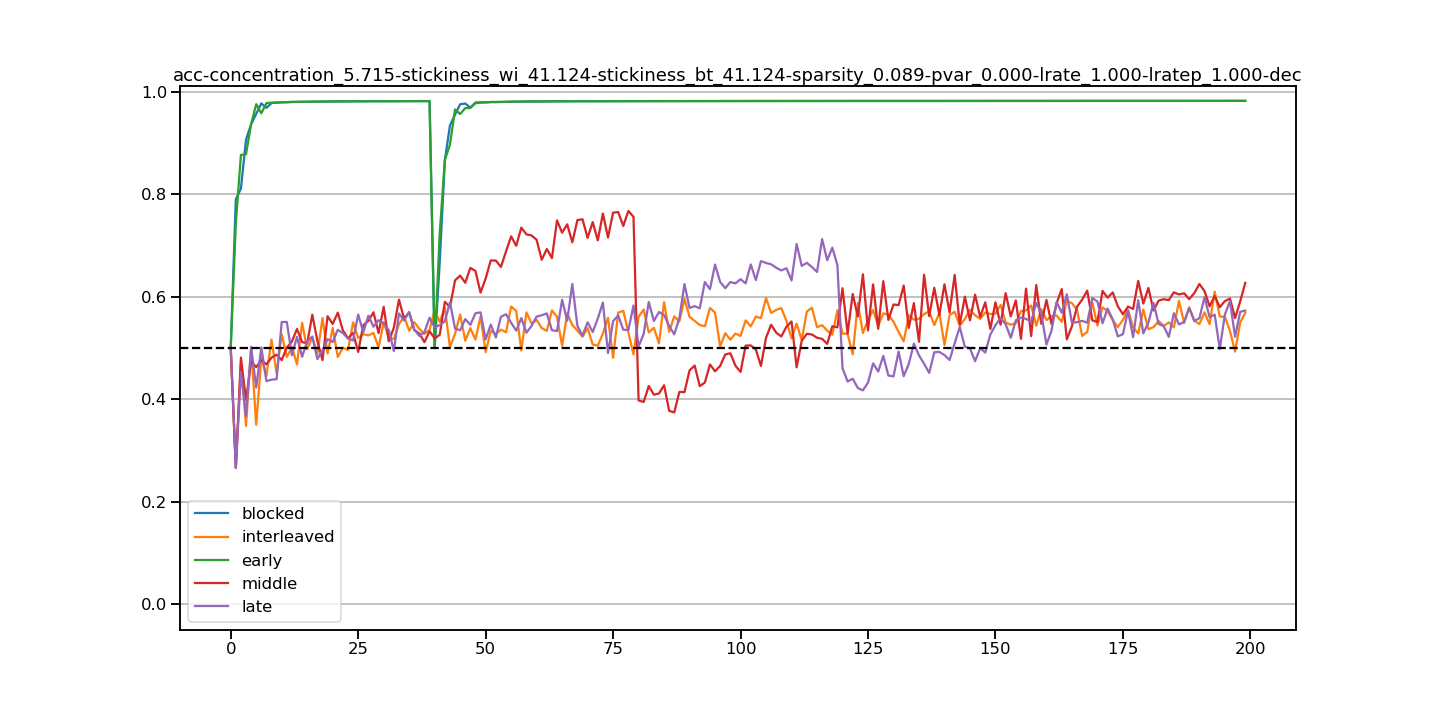 acc-concentration_5.715-stickiness_wi_41.124-stickiness_bt_41.124-sparsity_0.089-pvar_0.000-lrate_1.000-lratep_1.000-dec
1.0
0.8
0.6
0.4
0.2
0.0
blocked
interleaved
early
middle
late
0 25 50 75 100 125 150 175 200